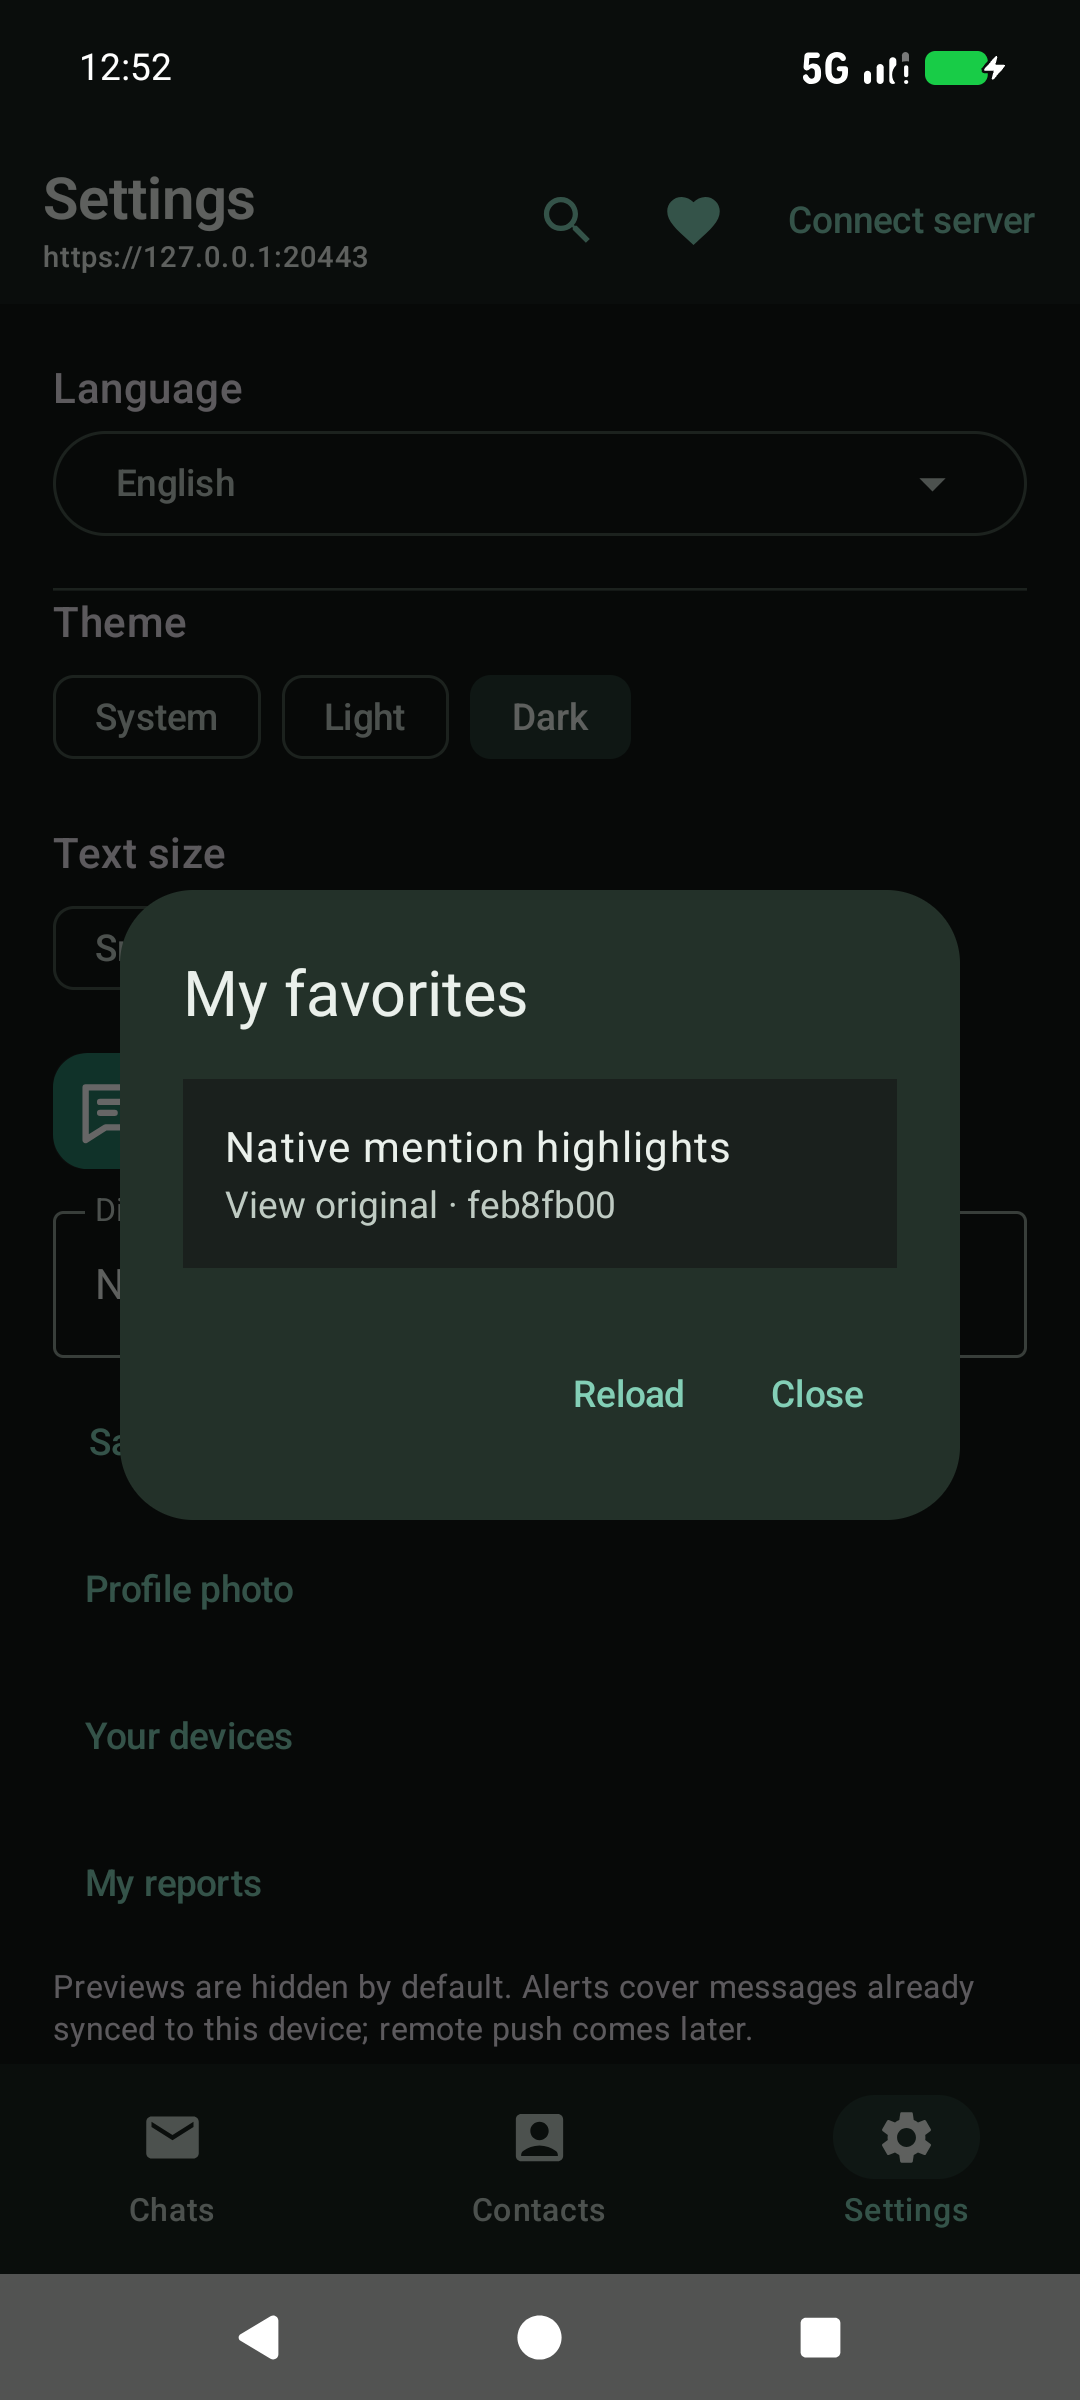 12:52
5G
Settings
https://127.0.0.1:20443
Connect server
Language
English
Theme
System
Light
Dark
Text size
My favorites
Native mention highlights
View original · feb8fb00
Reload
Close
Profile photo
Your devices
My reports
Previews are hidden by default. Alerts cover messages already
synced to this device; remote push comes later.
Chats
Contacts
Settings